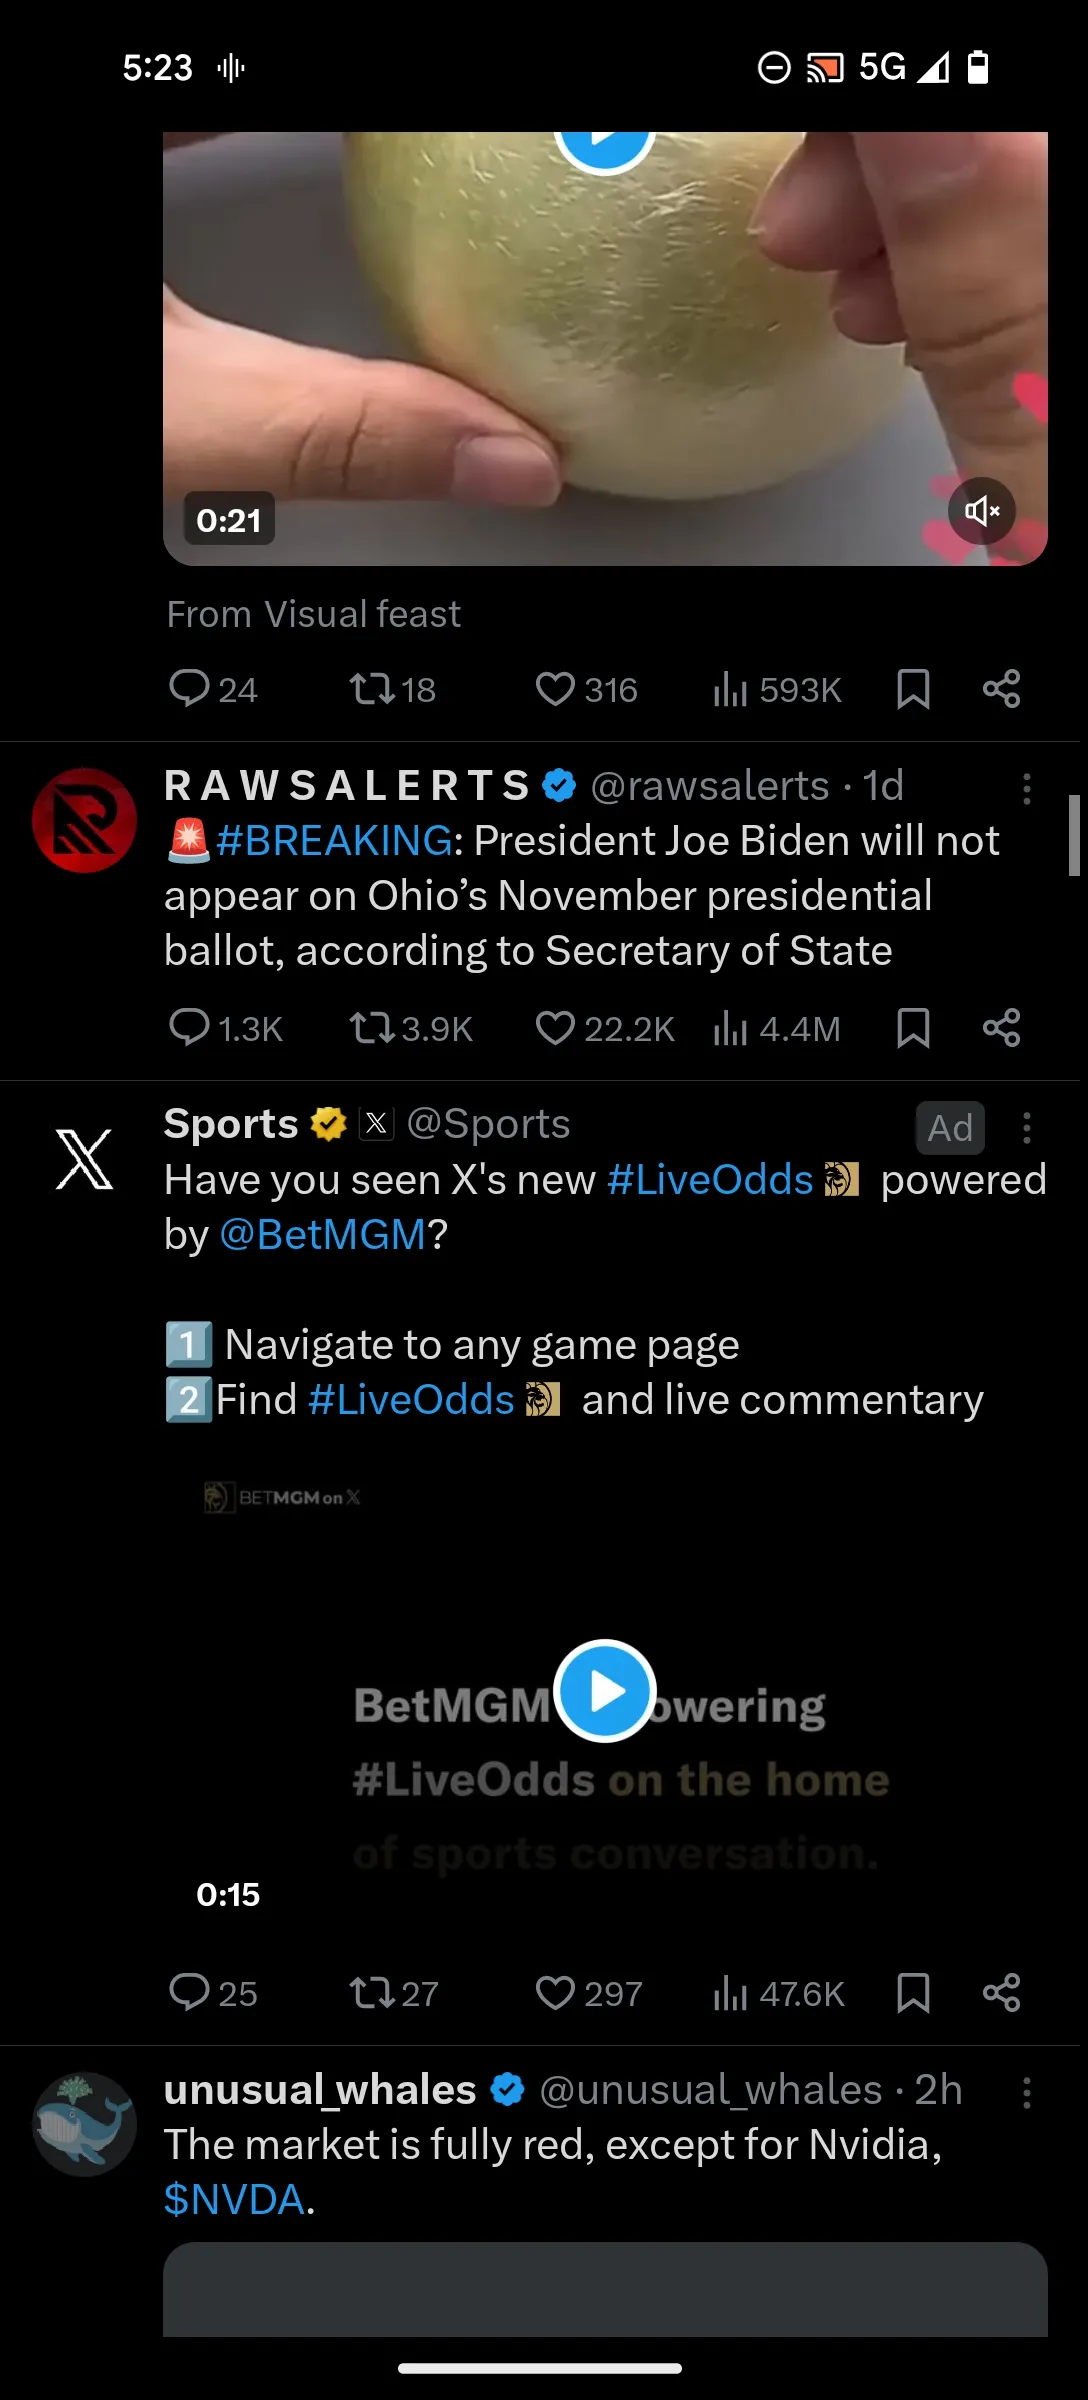 5:23 5G
0:21
From Visual feast
24 18 316 593K
R A W S A L E R T S @rawsalerts · 1d
🚨#BREAKING: President Joe Biden will not
appear on Ohio’s November presidential
ballot, according to Secretary of State
1.3K 3.9K 22.2K 4.4M
Sports X @Sports Ad
Have you seen X's new #LiveOdds powered
by @BetMGM?
1️⃣ Navigate to any game page
2️⃣Find #LiveOdds and live commentary
BETMGM on X
BetMGM owering
#LiveOdds on the home
of sports conversation.
0:15
25 27 297 47.6K
unusual_whales @unusual_whales · 2h
The market is fully red, except for Nvidia,
$NVDA.